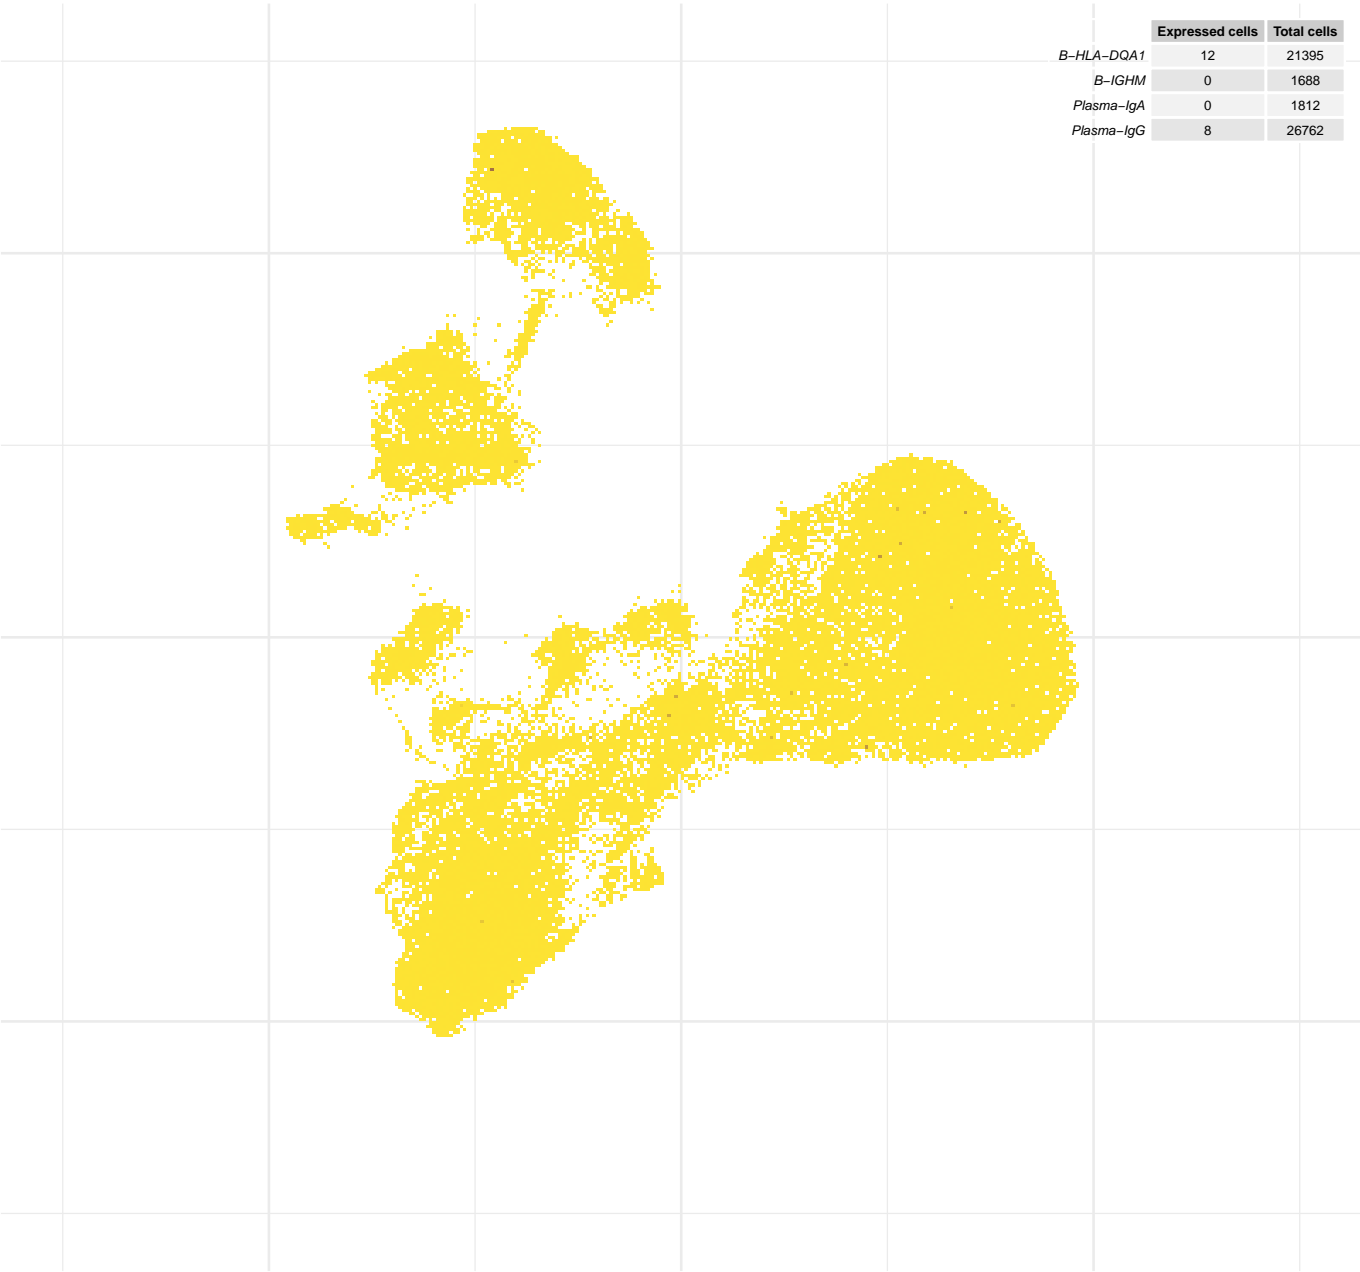 Expressed cells Total cells
B−HLA−DQA1 12 21395
B−IGHM 0 1688
Plasma−IgA 0 1812
Plasma−IgG 8 26762